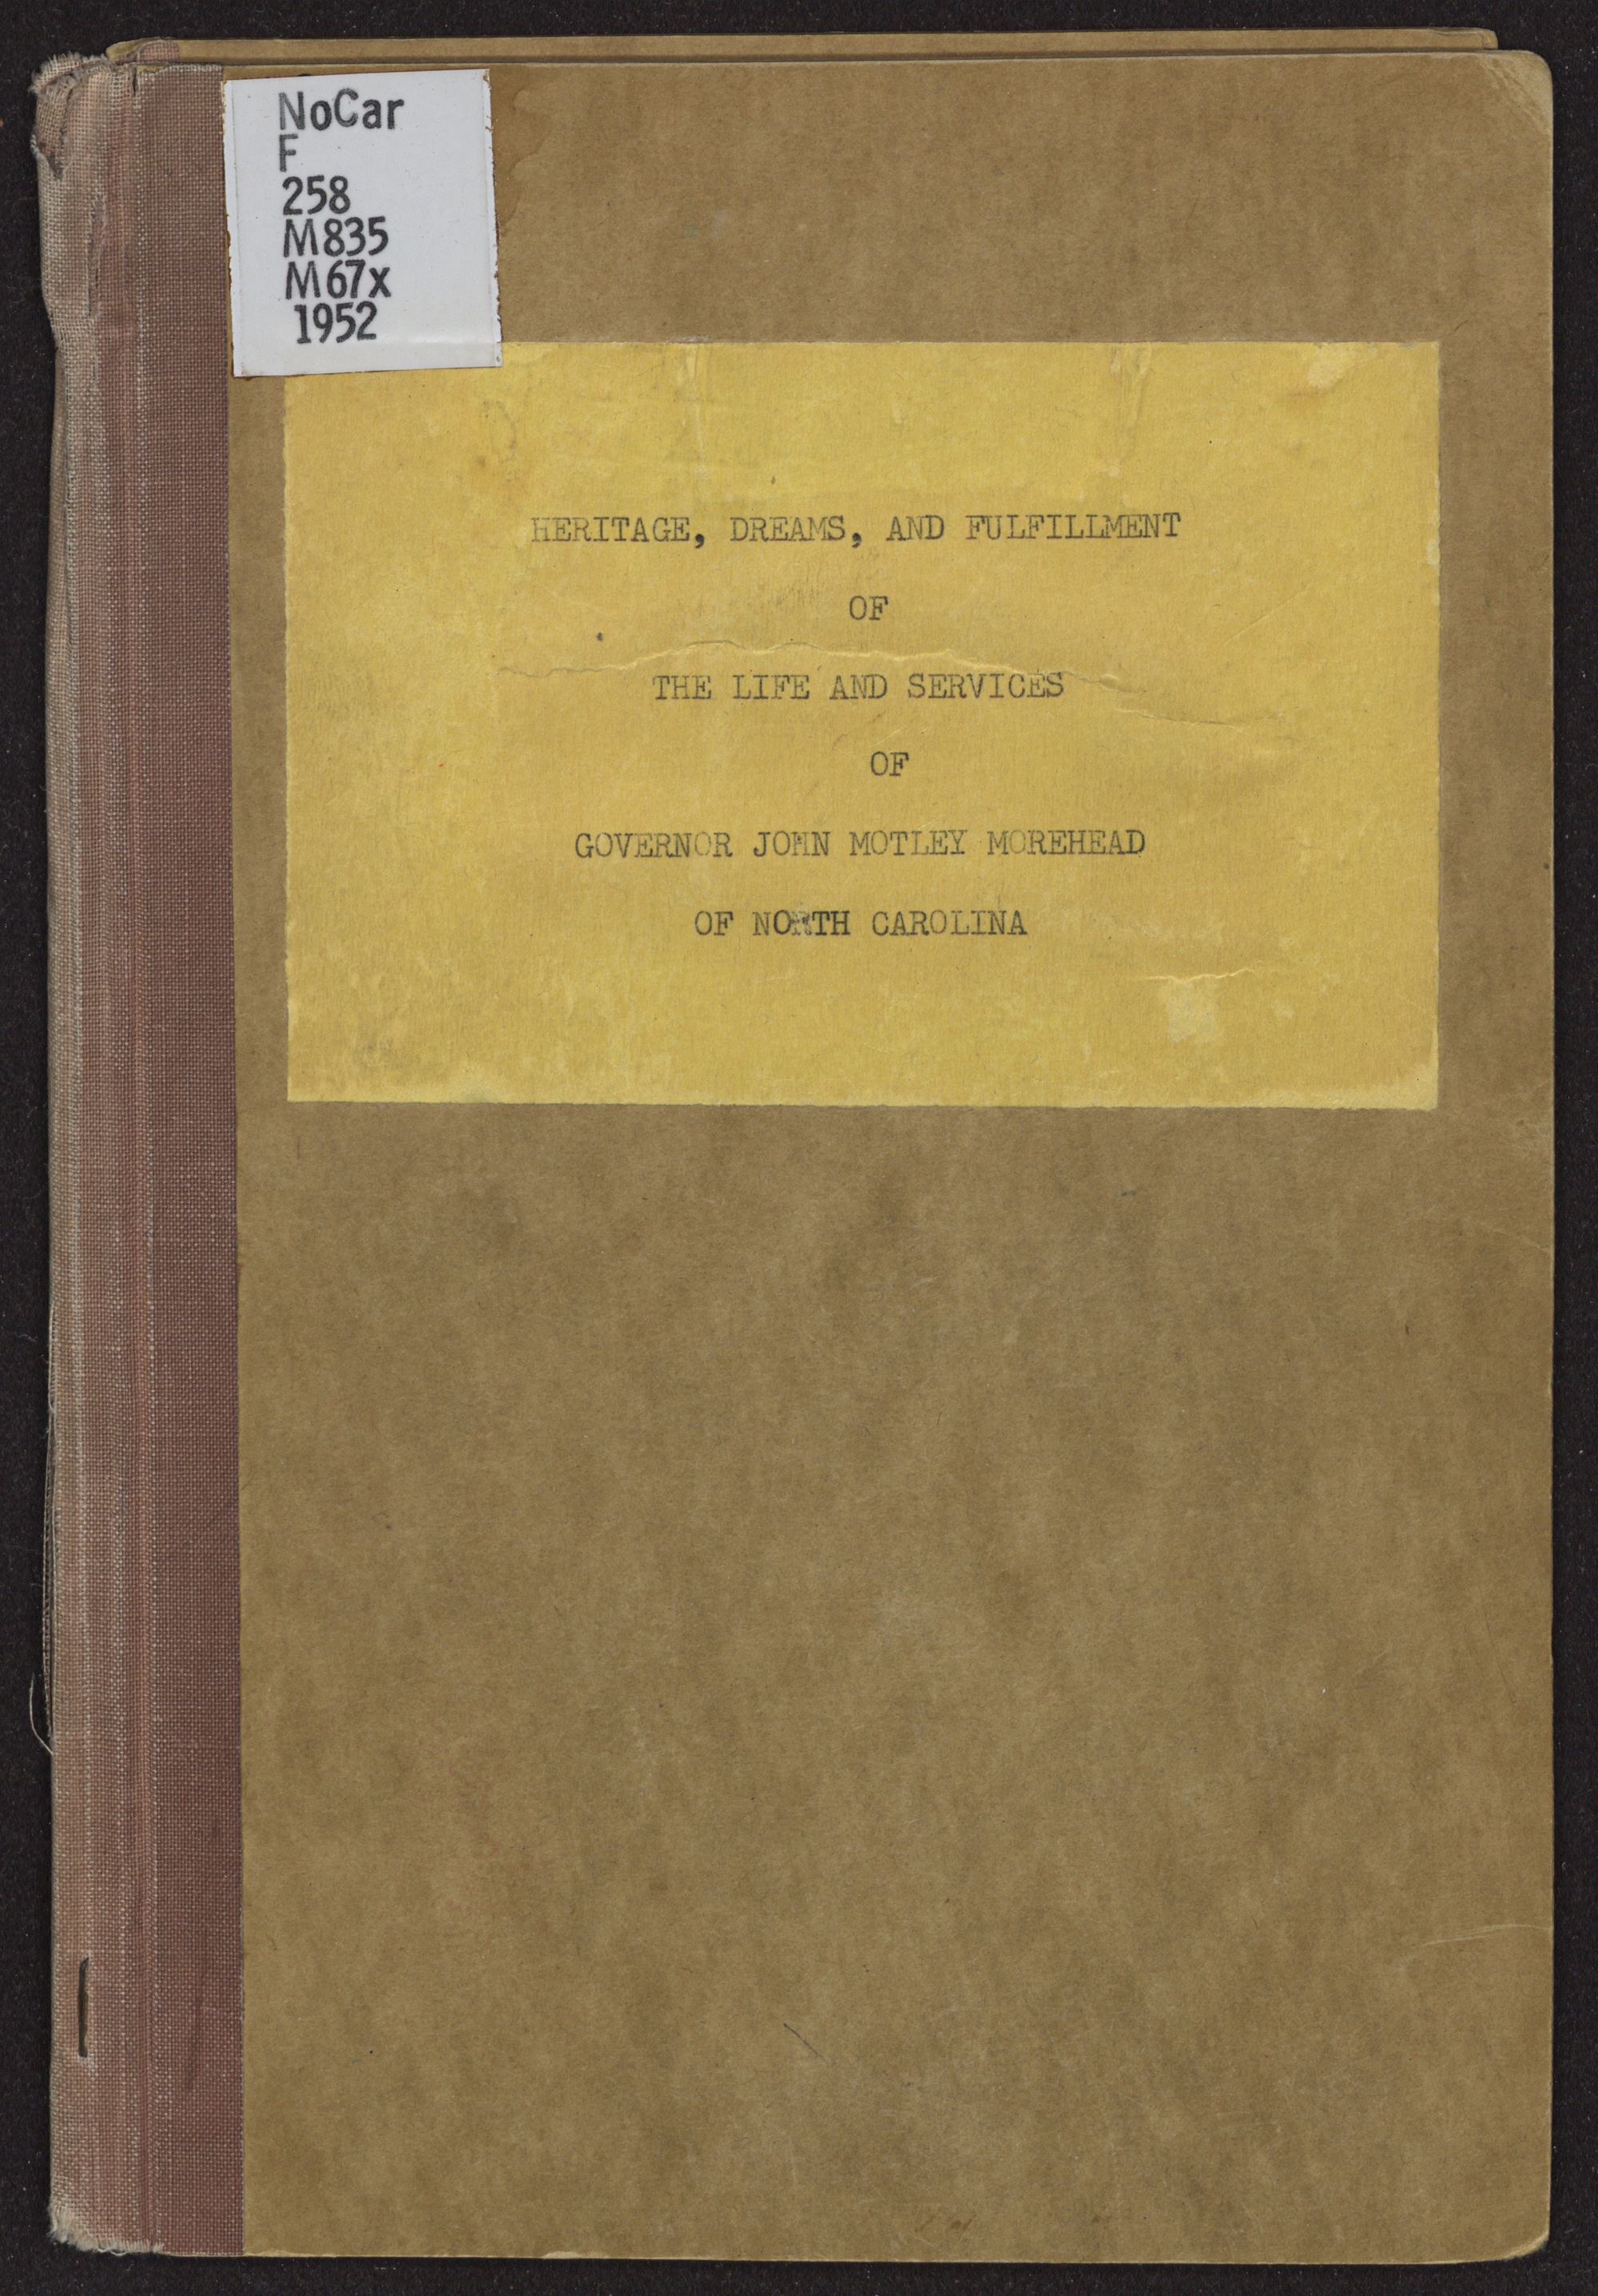 NoCar
F
258
M835
M67x
1952
HERITAGE, DREAMS, AND FULFILLMENT
OF
THE LIFE AND SERVICES
OF
GOVERNOR JOHN MOTLEY MOREHEAD
OF NORTH CAROLINA